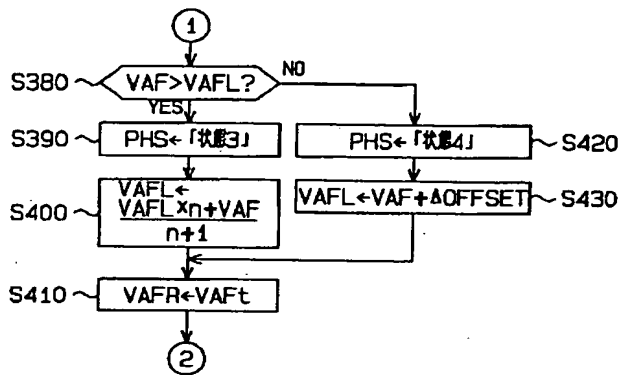 1
S380
VAF>VAFL?
NO
YES
S390
PHS←「状態3」
PHS←「状態4」
S420
S400
VAFL←
VAFL×n+VAF
n+1
VAFL←VAF+ΔOFFSET
S430
S410
VAFR←VAFt
2